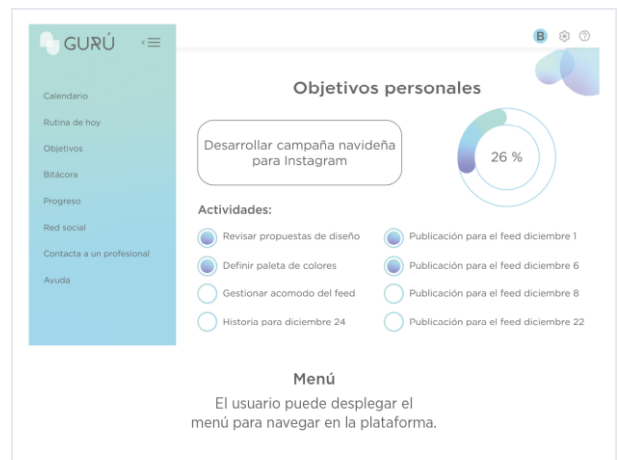 GURÚ
B
Calendario
Rutina de hoy
Objetivos
Bitácora
Progreso
Red social
Contacta a un profesional
Ayuda
Objetivos personales
Desarrollar campaña navideña
para Instagram
26 %
Actividades:
Revisar propuestas de diseño
Definir paleta de colores
Gestionar acomodo del feed
Historia para diciembre 24
Publicación para el feed diciembre 1
Publicación para el feed diciembre 6
Publicación para el feed diciembre 8
Publicación para el feed diciembre 22
Menú
El usuario puede desplegar el
menú para navegar en la plataforma.